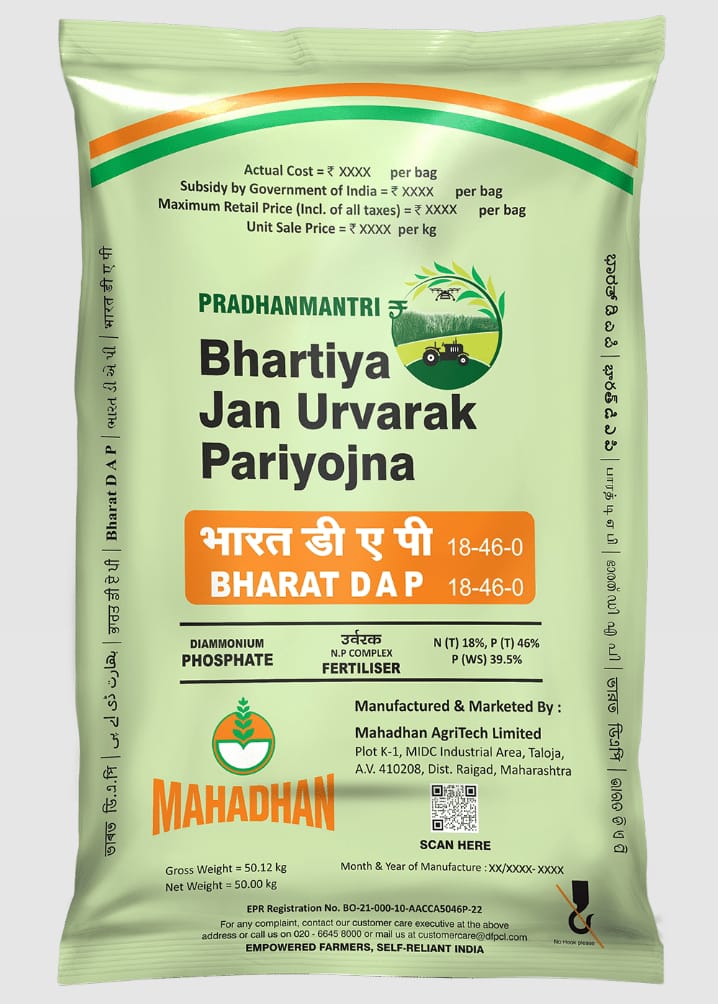 Actual Cost = ₹ XXXX per bag
Subsidy by Government of India = ₹ XXXX per bag
Maximum Retail Price (Incl. of all taxes) = ₹ XXXX per bag
Unit Sale Price = ₹ XXXX per kg
PRADHANMANTRI
Bhartiya
Jan Urvarak
Pariyojna
भारत डी ए पी 18-46-0
BHARAT D A P 18-46-0
DIAMMONIUM
PHOSPHATE
उर्वरक
N.P COMPLEX
FERTILISER
N (T) 18%, P (T) 46%
P (WS) 39.5%
MAHADHAN
Manufactured & Marketed By :
Mahadhan AgriTech Limited
Plot K-1, MIDC Industrial Area, Taloja,
A.V. 410208, Dist. Raigad, Maharashtra
SCAN HERE
Gross Weight = 50.12 kg
Net Weight = 50.00 kg
Month & Year of Manufacture : XX/XXXX- XXXX
EPR Registration No. BO-21-000-10-AACCA5046P-22
For any complaint, contact our customer care executive at the above
address or call us on 020 - 6645 8000 or mail us at customercare@dfpcl.com
EMPOWERED FARMERS, SELF-RELIANT INDIA
No Hook please
Bharat D A P | भारत डी ए पी | भारत डी ए पी